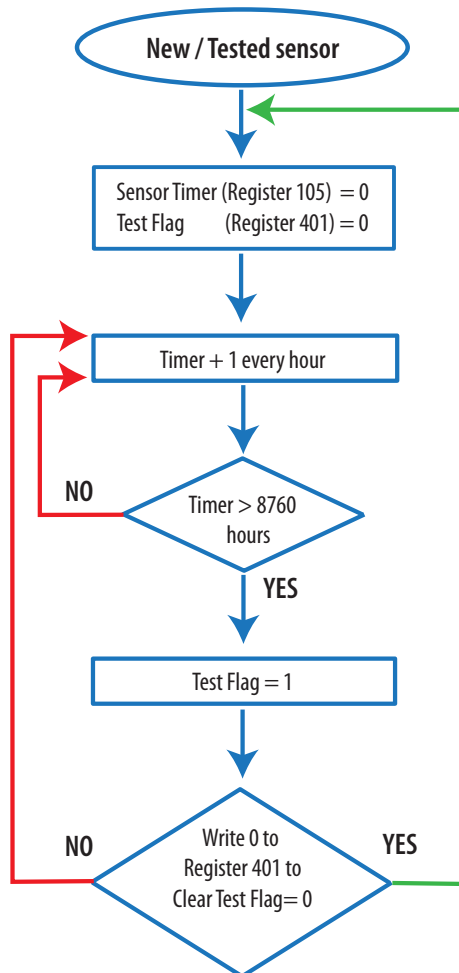 New / Tested sensor
Sensor Timer (Register 105) = 0
Test Flag (Register 401) = 0
Timer + 1 every hour
NO
Timer > 8760
hours
YES
Test Flag = 1
NO
Write 0 to
Register 401 to
Clear Test Flag= 0
YES